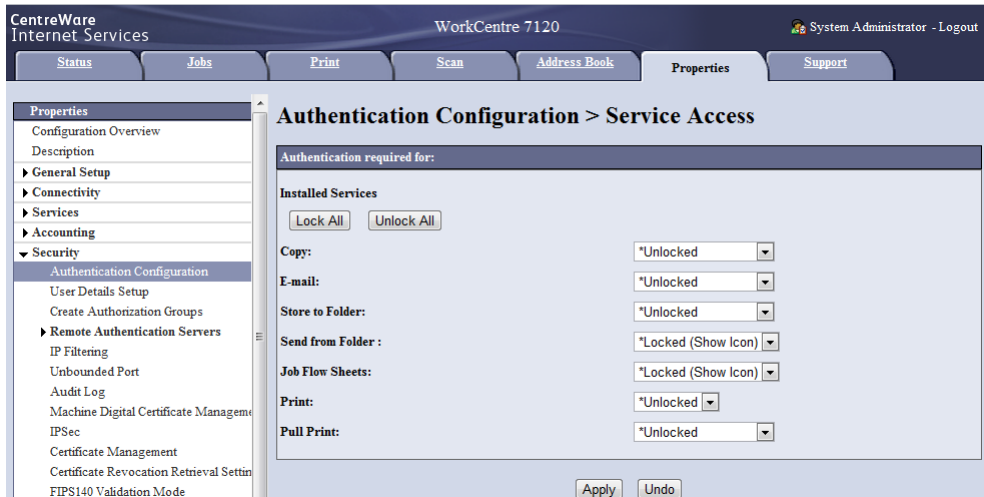 CentreWare
Internet Services
WorkCentre 7120
System Administrator - Logout
Status
Jobs
Print
Scan
Address Book
Properties
Support
Properties
Configuration Overview
Description
General Setup
Connectivity
Services
Accounting
Security
Authentication Configuration
User Details Setup
Create Authorization Groups
Remote Authentication Servers
IP Filtering
Unbounded Port
Audit Log
Machine Digital Certificate Manageme
IPSec
Certificate Management
Certificate Revocation Retrieval Settin
FIPS140 Validation Mode
Authentication Configuration > Service Access
Authentication required for:
Installed Services
Lock All Unlock All
Copy: *Unlocked
E-mail: *Unlocked
Store to Folder: *Unlocked
Send from Folder : *Locked (Show Icon)
Job Flow Sheets: *Locked (Show Icon)
Print: *Unlocked
Pull Print: *Unlocked
Apply Undo